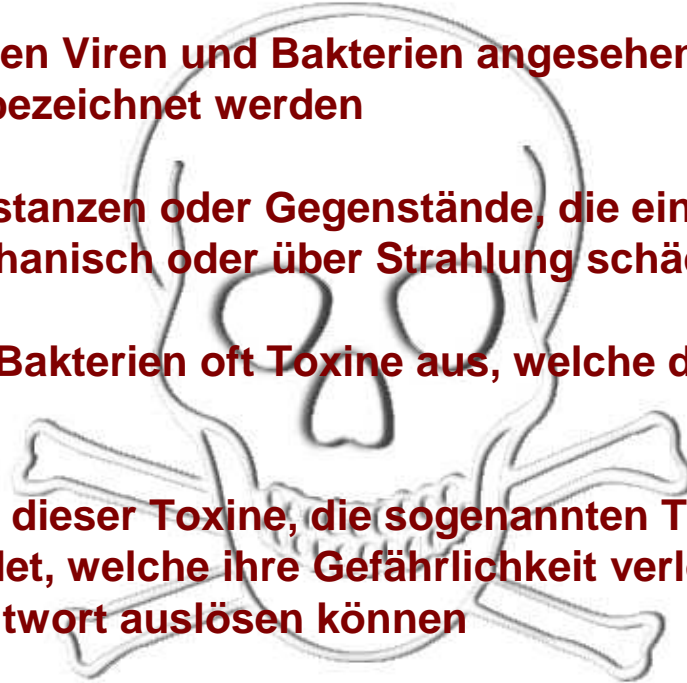 en Viren und Bakterien angesehen
bezeichnet werden
stanzen oder Gegenstände, die ein
hanisch oder über Strahlung schä
Bakterien oft Toxine aus, welche d
dieser Toxine, die sogenannten T
let, welche ihre Gefährlichkeit verl
twort auslösen können